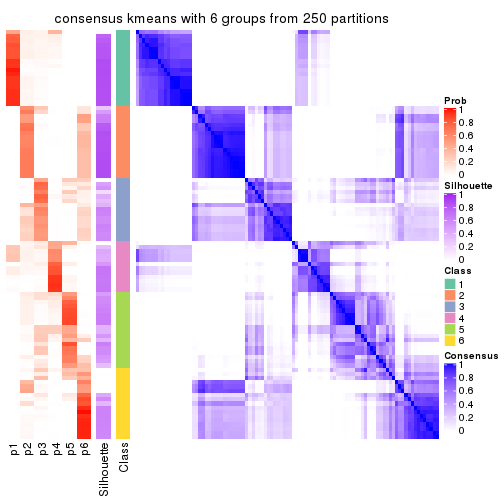 consensus kmeans with 6 groups from 250 partitions
Prob
1
0.8
0.6
0.4
0.2
0
Silhouette
1
0.8
0.6
0.4
0.2
0
Class
1
2
3
4
5
6
Consensus
1
0.8
0.6
0.4
0.2
0
p1
p2
p3
p4
p5
p6
Silhouette
Class